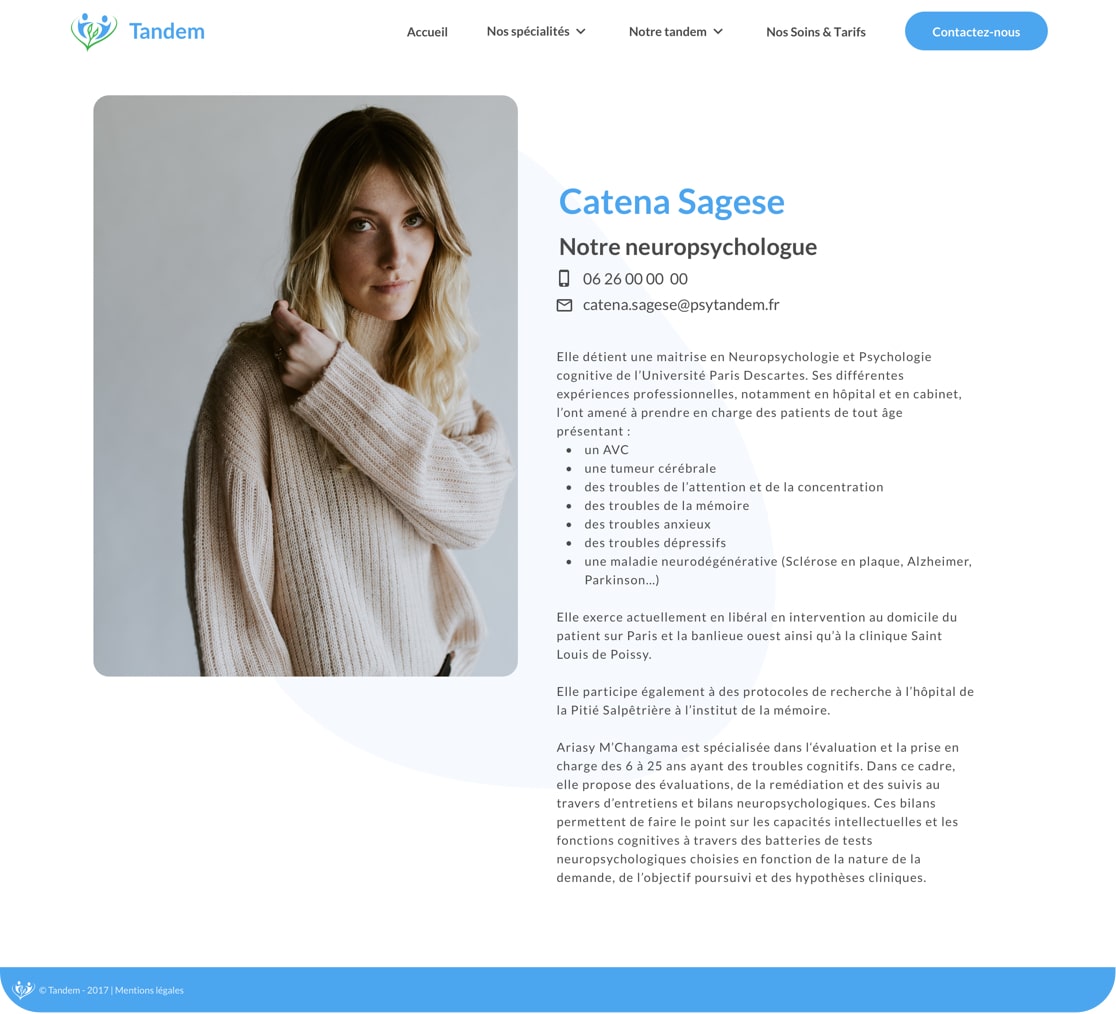 Tandem
Accueil
Nos spécialités
Notre tandem
Nos Soins & Tarifs
Contactez-nous
Catena Sagese
Notre neuropsychologue
06 26 00 00 00
catena.sagese@psytandem.fr
Elle détient une maitrise en Neuropsychologie et Psychologie
cognitive de l'Université Paris Descartes. Ses différentes
expériences professionnelles, notamment en hôpital et en cabinet,
l'ont amené à prendre en charge des patients de tout âge
présentant :
• un AVC
• une tumeur cérébrale
• des troubles de l'attention et de la concentration
• des troubles de la mémoire
• des troubles anxieux
• des troubles dépressifs
• une maladie neurodégénérative (Sclérose en plaque, Alzheimer,
Parkinson...)
Elle exerce actuellement en libéral en intervention au domicile du
patient sur Paris et la banlieue ouest ainsi qu'à la clinique Saint
Louis de Poissy.
Elle participe également à des protocoles de recherche à l'hôpital de
la Pitié Salpêtrière à l'institut de la mémoire.
Ariasy M'Changama est spécialisée dans l'évaluation et la prise en
charge des 6 à 25 ans ayant des troubles cognitifs. Dans ce cadre,
elle propose des évaluations, de la remédiation et des suivis au
travers d'entretiens et bilans neuropsychologiques. Ces bilans
permettent de faire le point sur les capacités intellectuelles et les
fonctions cognitives à travers des batteries de tests
neuropsychologiques choisies en fonction de la nature de la
demande, de l'objectif poursuivi et des hypothèses cliniques.
© Tandem - 2017 | Mentions légales